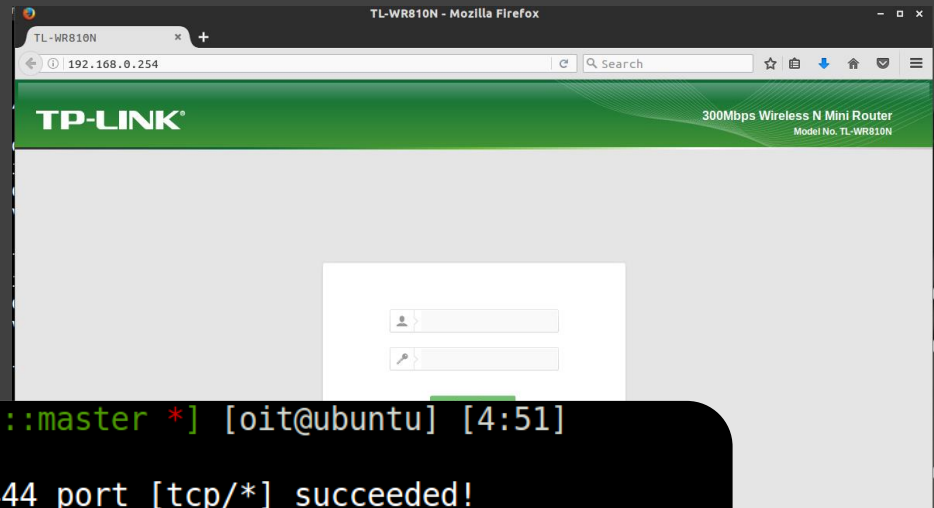 TL-WR810N - Mozilla Firefox
TL-WR810N
192.168.0.254
Search
TP-LINK®
300Mbps Wireless N Mini Router
Model No. TL-WR810N
::master *] [oit@ubuntu] [4:51]
44 port [tcp/*] succeeded!